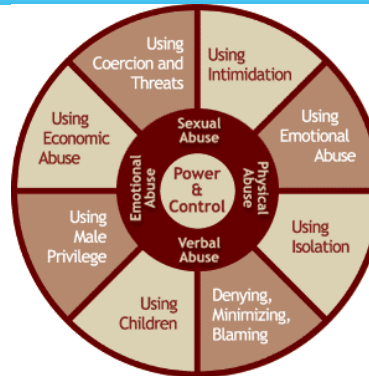 Using
Coercion and
Threats
Using
Intimidation
Using
Emotional
Abuse
Using
Isolation
Denying,
Minimizing,
Blaming
Using
Children
Using
Male
Privilege
Using
Economic
Abuse
Sexual
Abuse
Physical
Abuse
Verbal
Abuse
Emotional
Abuse
Power
&
Control